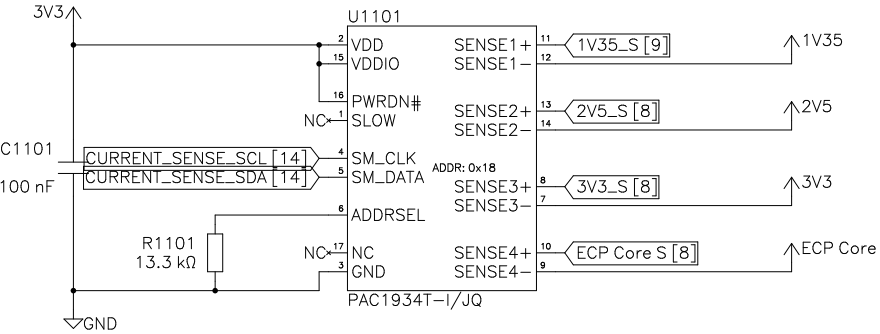 U1101
3V3
2 VDD SENSE1+ 11 1V35_S [9] 1V35
15 VDDIO SENSE1- 12
16 PWRDN# SENSE2+ 13 2V5_S [8] 2V5
NC 1 SLOW SENSE2- 14
C1101
100 nF
CURRENT_SENSE_SCL [14] 4 SM_CLK
ADDR: 0x18
CURRENT_SENSE_SDA [14] 5 SM_DATA
SENSE3+ 8 3V3_S [8] 3V3
6 ADDRSEL SENSE3- 7
R1101
13.3 kΩ
NC 17 NC SENSE4+ 10 ECP Core S [8] ECP Core
3 GND SENSE4- 9
PAC1934T-I/JQ
GND